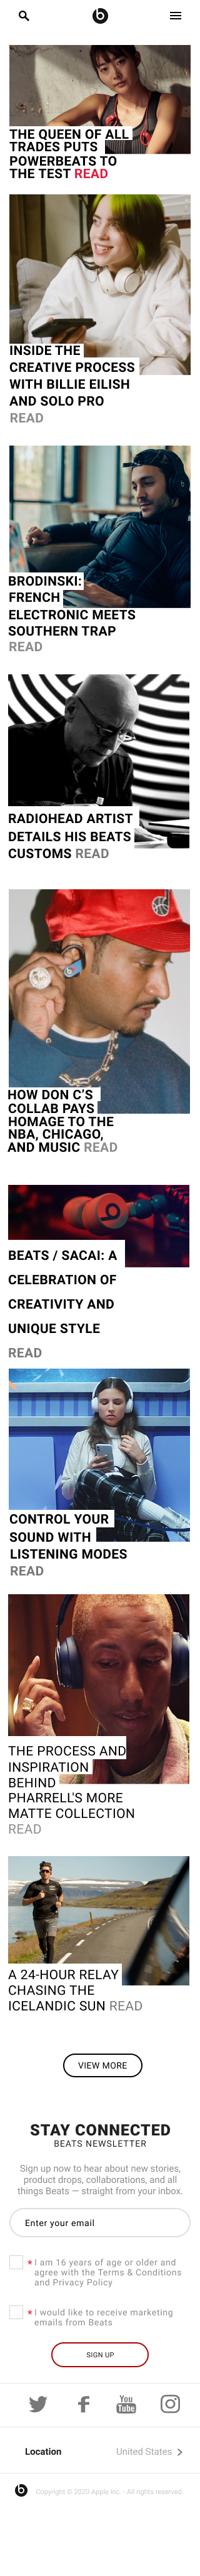 THE QUEEN OF ALL
TRADES PUTS
POWERBEATS TO
THE TEST READ
INSIDE THE
CREATIVE PROCESS
WITH BILLIE EILISH
AND SOLO PRO
READ
BRODINSKI:
FRENCH
ELECTRONIC MEETS
SOUTHERN TRAP
READ
RADIOHEAD ARTIST
DETAILS HIS BEATS
CUSTOMS READ
HOW DON C'S
COLLAB PAYS
HOMAGE TO THE
NBA, CHICAGO,
AND MUSIC READ
BEATS / SACAI: A
CELEBRATION OF
CREATIVITY AND
UNIQUE STYLE
READ
CONTROL YOUR
SOUND WITH
LISTENING MODES
READ
THE PROCESS AND
INSPIRATION
BEHIND
PHARRELL'S MORE
MATTE COLLECTION
READ
A 24-HOUR RELAY
CHASING THE
ICELANDIC SUN READ
VIEW MORE
STAY CONNECTED
BEATS NEWSLETTER
Sign up now to hear about new stories,
product drops, collaborations, and all
things Beats — straight from your inbox.
Enter your email
* I am 16 years of age or older and
agree with the Terms & Conditions
and Privacy Policy
* I would like to receive marketing
emails from Beats
SIGN UP
You
Tube
Location United States
Copyright © 2020 Apple Inc. - All rights reserved.